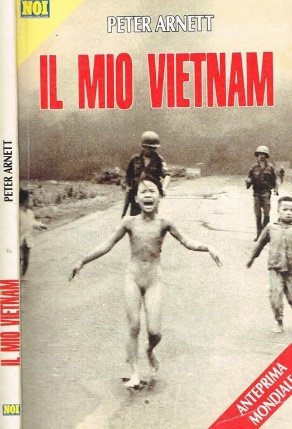 NOI
PETER ARNETT
IL MIO VIETNAM
ANTEPRIMA
MONDIALE
PETER ARNETT
IL MIO VIETNAM
NOI